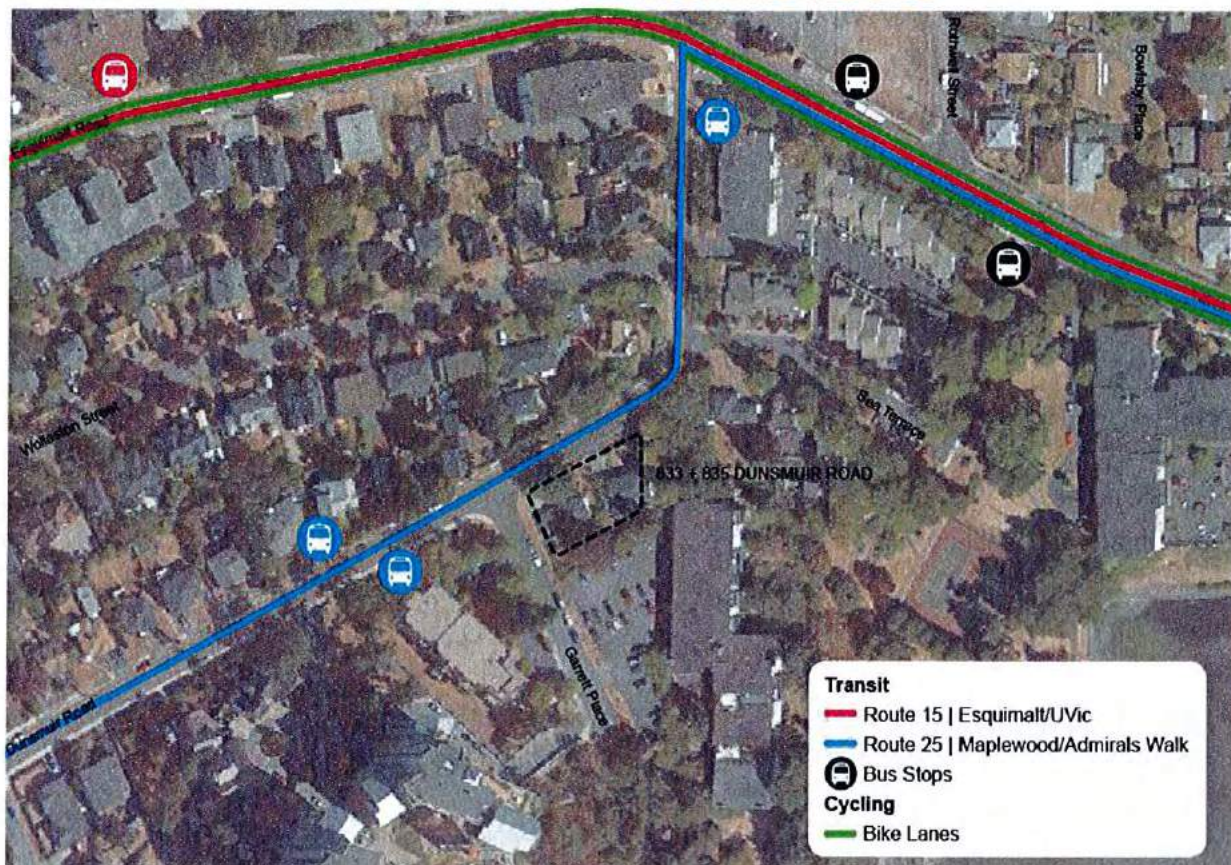 Esquimalt Road
Rothwell Street
Bowlsby Place
Wollaston Street
Sea Terrace
833 + 835 DUNSMUIR ROAD
Garrett Place
Dunsmuir Road
Transit
Route 15 | Esquimalt/UVic
Route 25 | Maplewood/Admirals Walk
Bus Stops
Cycling
Bike Lanes